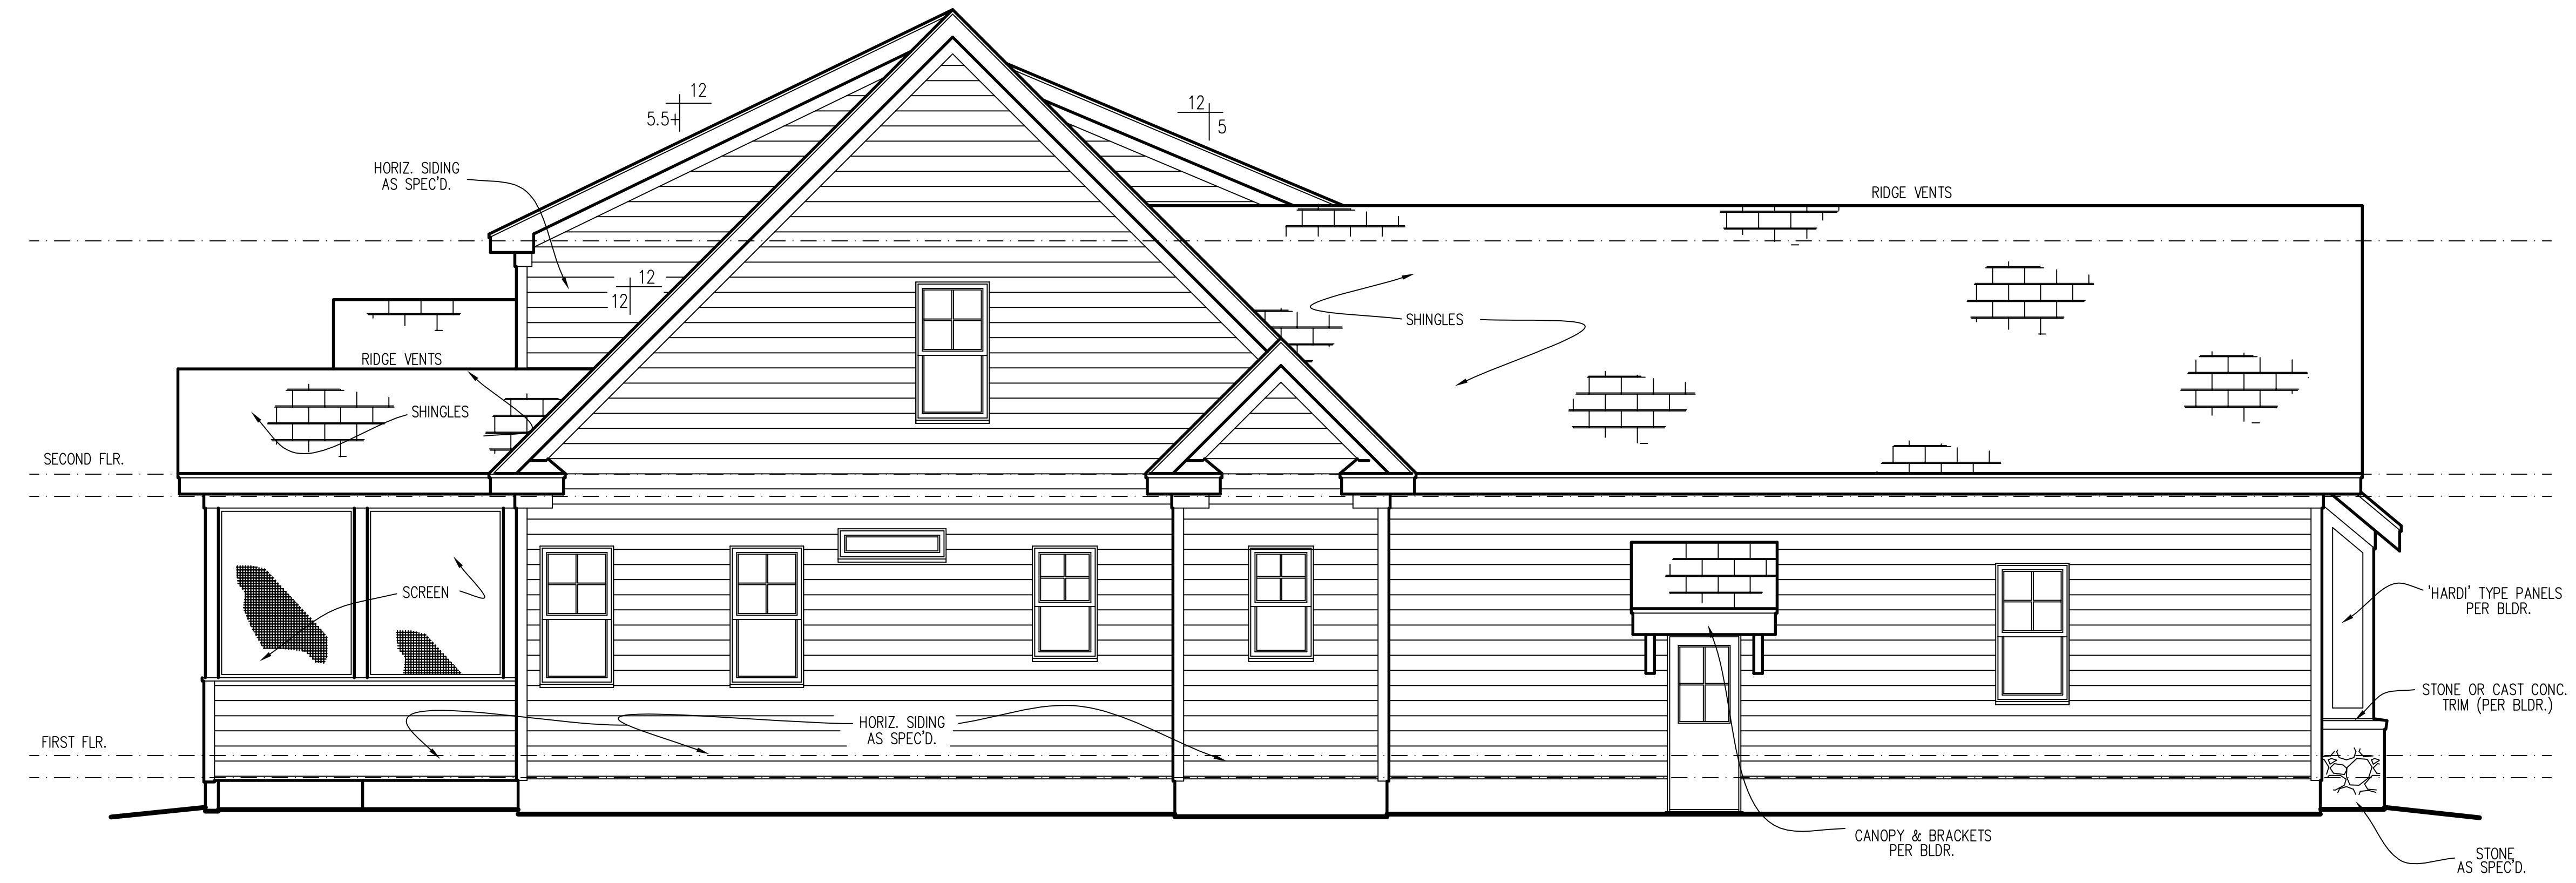 12
5.5+
12
5
HORIZ. SIDING
AS SPEC'D.
RIDGE VENTS
12
12
SHINGLES
RIDGE VENTS
SHINGLES
SECOND FLR.
SCREEN
'HARDI' TYPE PANELS
PER BLDR.
STONE OR CAST CONC.
TRIM (PER BLDR.)
HORIZ. SIDING
AS SPEC'D.
FIRST FLR.
CANOPY & BRACKETS
PER BLDR.
STONE
AS SPEC'D.